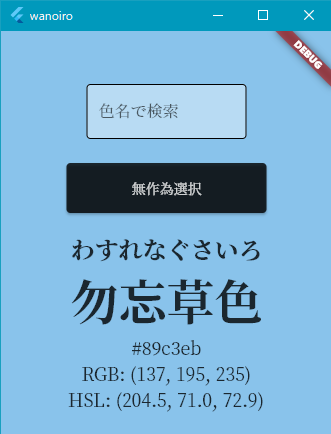 wanoiro
DEBUG
色名で検索
無作為選択
わすれなぐさいろ
勿忘草色
#89c3eb
RGB: (137, 195, 235)
HSL: (204.5, 71.0, 72.9)